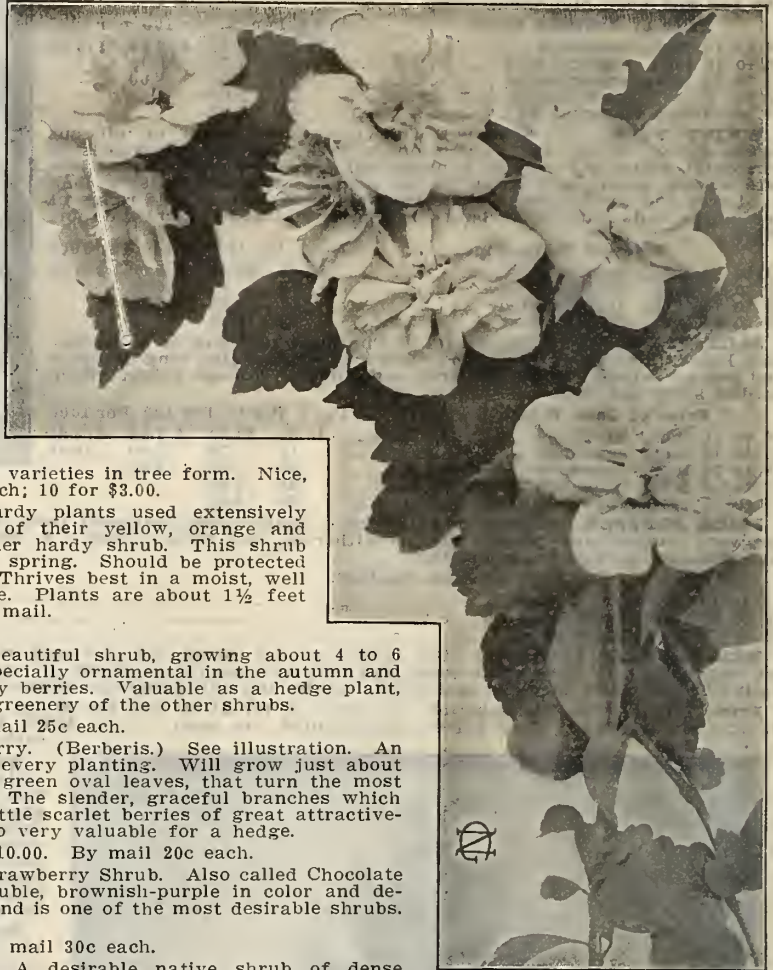 varieties in tree form. Nice,
ch; 10 for $3.00.
rdy plants used extensively
of their yellow, orange and
er hardy shrub. This shrub
spring. Should be protected
Thrives best in a moist, well
e. Plants are about 1½ feet
mail.
eautiful shrub, growing about 4 to 6
pecially ornamental in the autumn and
y berries. Valuable as a hedge plant,
greenery of the other shrubs.
ail 25c each.
rry. (Berberis.) See illustration. An
every planting. Will grow just about
green oval leaves, that turn the most
The slender, graceful branches which
ttle scarlet berries of great attractive-
o very valuable for a hedge.
10.00. By mail 20c each.
rawberry Shrub. Also called Chocolate
uble, brownish-purple in color and de-
nd is one of the most desirable shrubs.
mail 30c each.
A desirable native shrub of dense